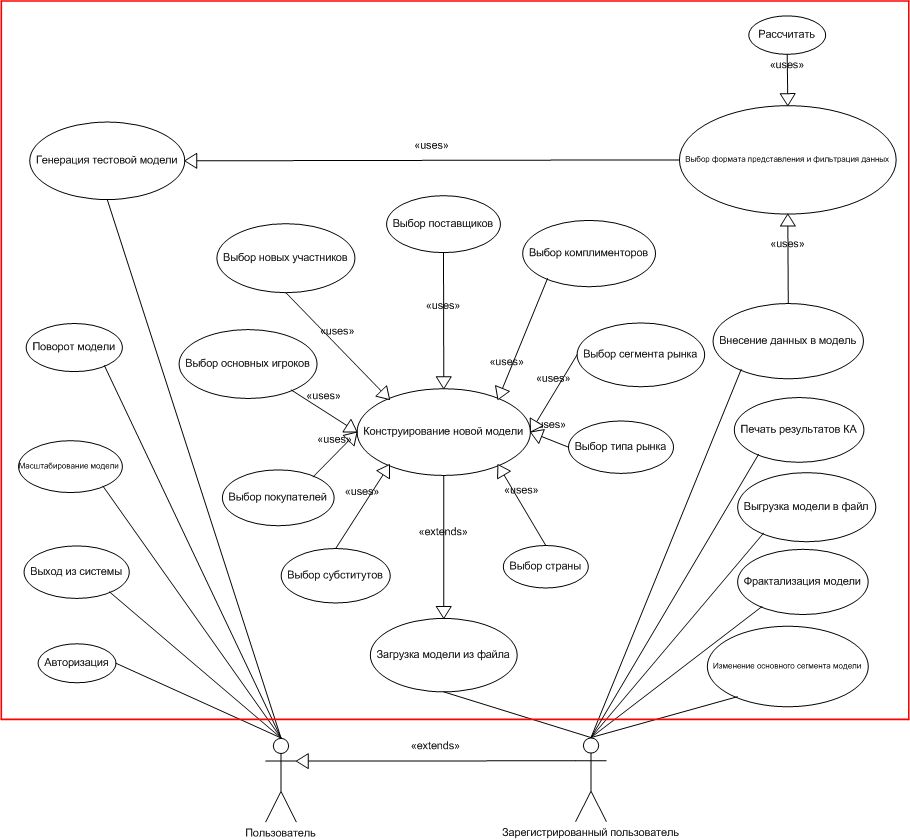 Рассчитать
«uses»
«uses»
Генерация тестовой модели
Выбор формата представления и фильтрация данных
Выбор поставщиков
Выбор новых участников
Выбор комплименторов
«uses»
«uses»
«uses»
Поворот модели
Выбор основных игроков
«uses»
Выбор сегмента рынка
Внесение данных в модель
«uses»
«uses»
«uses»
Конструирование новой модели
«uses»
Печать результатов КА
«uses»
Выбор типа рынка
Масштабирование модели
Выбор покупателей
«uses»
«uses»
Выгрузка модели в файл
«extends»
Выход из системы
Выбор субститутов
Выбор страны
Фрактализация модели
Авторизация
Загрузка модели из файла
Изменение основного сегмента модели
«extends»
Пользователь
Зарегистрированный пользователь